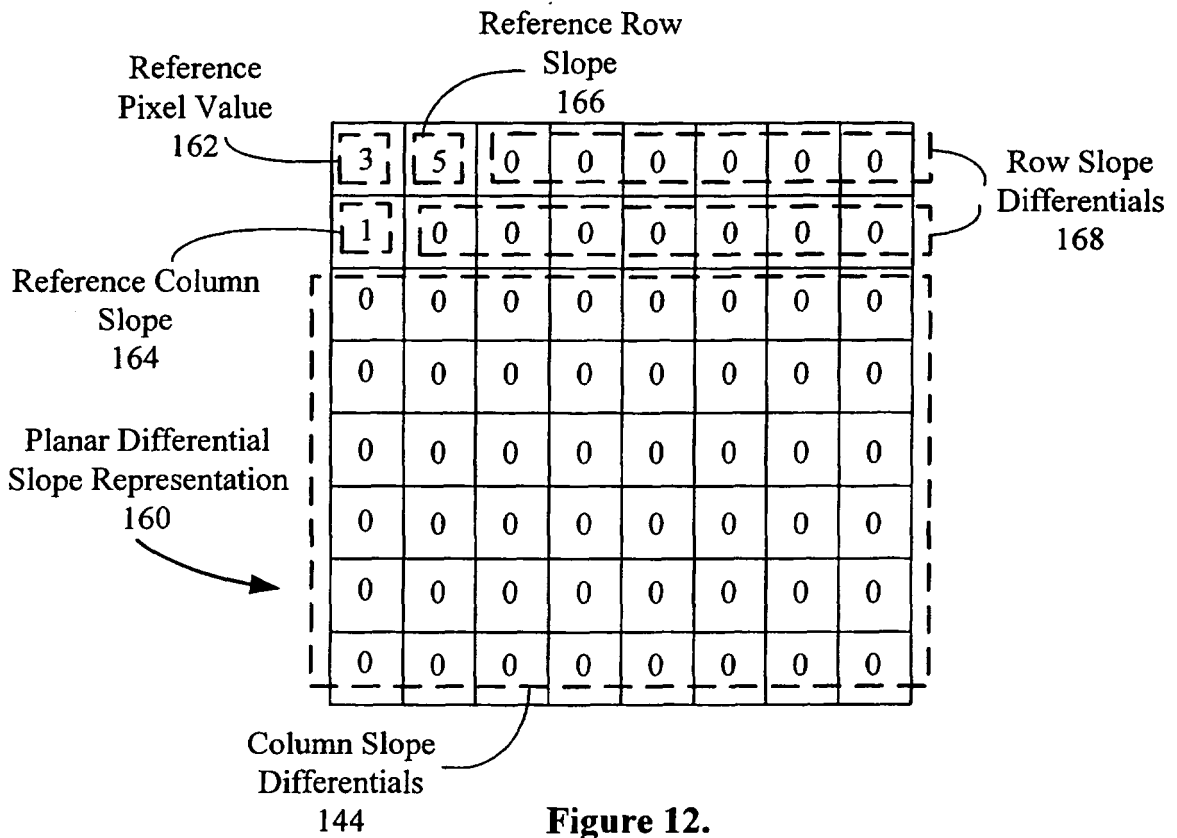 Reference Row
Slope
166
Reference
Pixel Value
162
3 5 0 0 0 0 0 0
1 0 0 0 0 0 0 0
0 0 0 0 0 0 0 0
0 0 0 0 0 0 0 0
0 0 0 0 0 0 0 0
0 0 0 0 0 0 0 0
0 0 0 0 0 0 0 0
0 0 0 0 0 0 0 0
Row Slope
Differentials
168
Reference Column
Slope
164
Planar Differential
Slope Representation
160
Column Slope
Differentials
144
Figure 12.